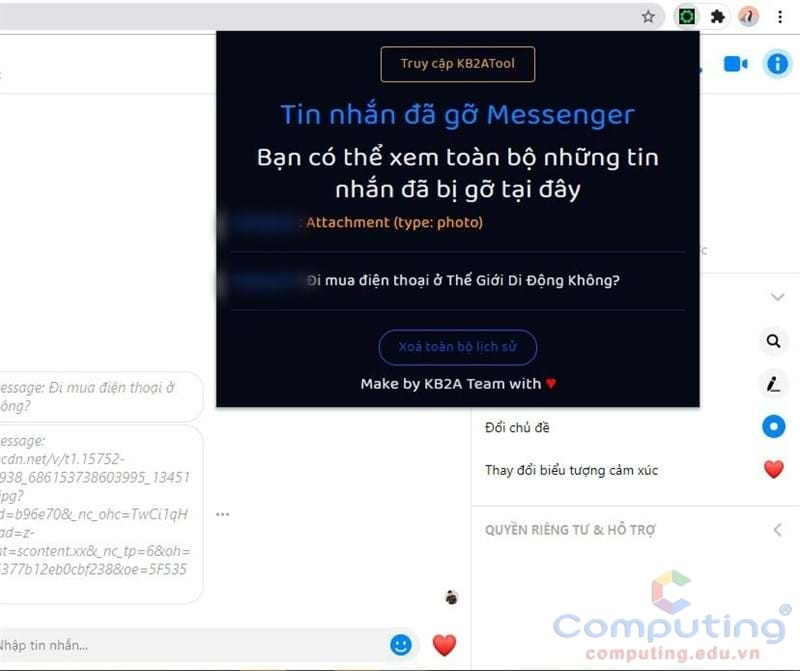 Truy cập KB2ATool
Tin nhắn đã gỡ Messenger
Bạn có thể xem toàn bộ những tin
nhắn đã bị gỡ tại đây
: Attachment (type: photo)
Đi mua điện thoại ở Thế Giới Di Động Không?
Xoá toàn bộ lịch sử
Make by KB2A Team with ♥
essage: Đi mua điện thoại ở
ông?
essage:
cdn.net/v/t1.15752-
938_686153738603995_13451
jpg?
d=b96e70&_nc_ohc=TwCi1qH
ad=z-
nt=scontent.xx&_nc_tp=6&oh=
377b12eb0cbf238&oe=5F535
Nhập tin nhắn...
Đổi chủ đề
Thay đổi biểu tượng cảm xúc
QUYỀN RIÊNG TƯ & HỖ TRỢ
Computing®
computing.edu.vn